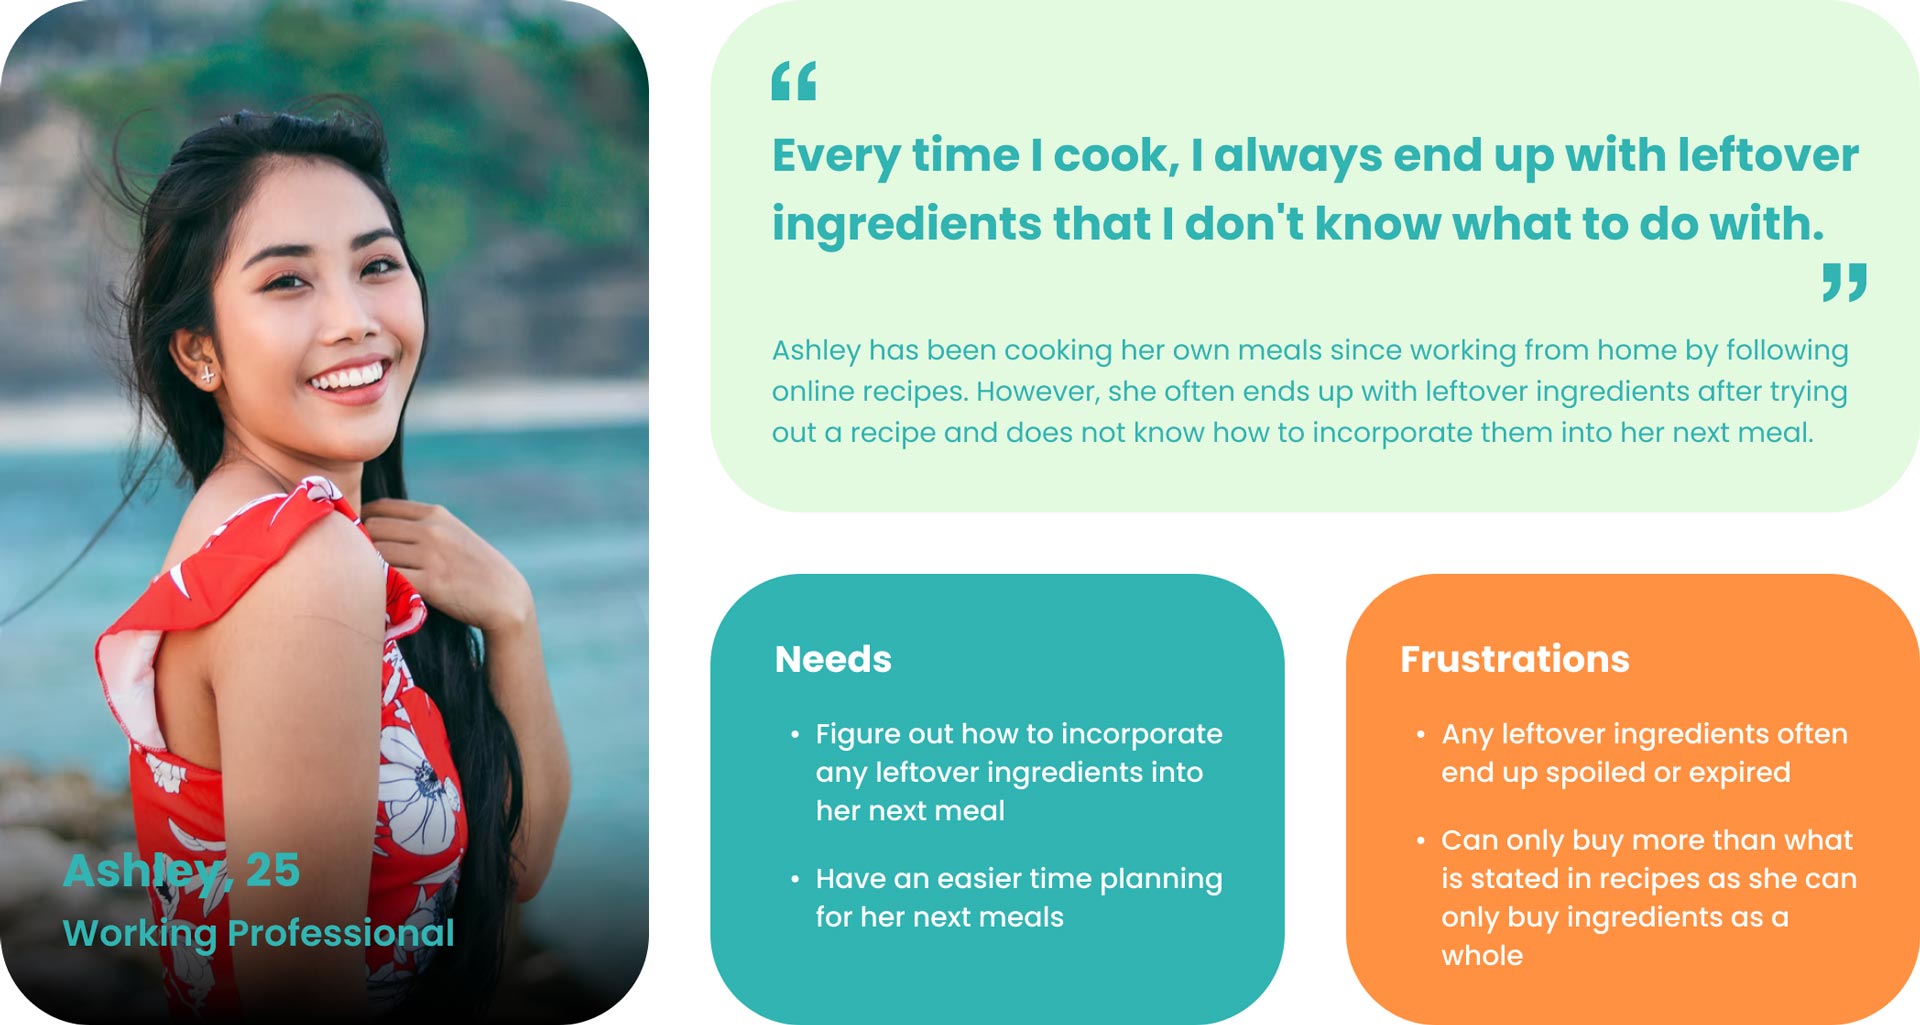 “
Every time I cook, I always end up with leftover
ingredients that I don't know what to do with.
”
Ashley has been cooking her own meals since working from home by following
online recipes. However, she often ends up with leftover ingredients after trying
out a recipe and does not know how to incorporate them into her next meal.
Ashley, 25
Working Professional
Needs
• Figure out how to incorporate
any leftover ingredients into
her next meal
• Have an easier time planning
for her next meals
Frustrations
• Any leftover ingredients often
end up spoiled or expired
• Can only buy more than what
is stated in recipes as she can
only buy ingredients as a
whole